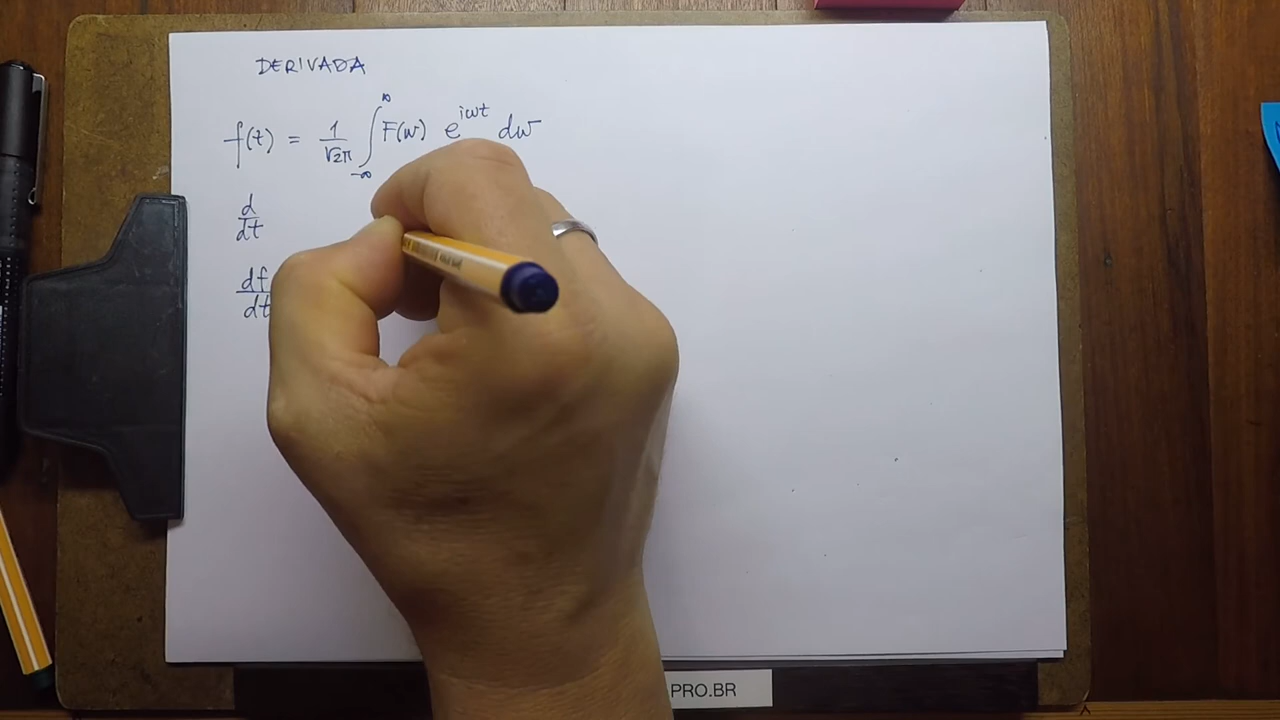 DERIVADA
f(t) = 1/√2π ∫_{-∞}^{∞} F(w) e^{iwt} dw
d/dt
df/dt
PRO.BR